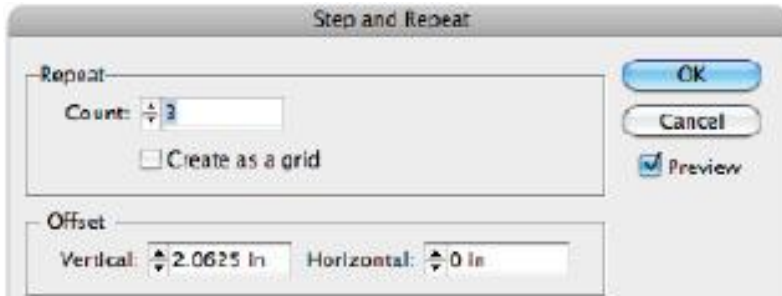 Step and Repeat
Repeat
OK
Count: 3
Cancel
Create as a grid
Preview
Offset
Vertical: 2.0625 in Horizontal: 0 in